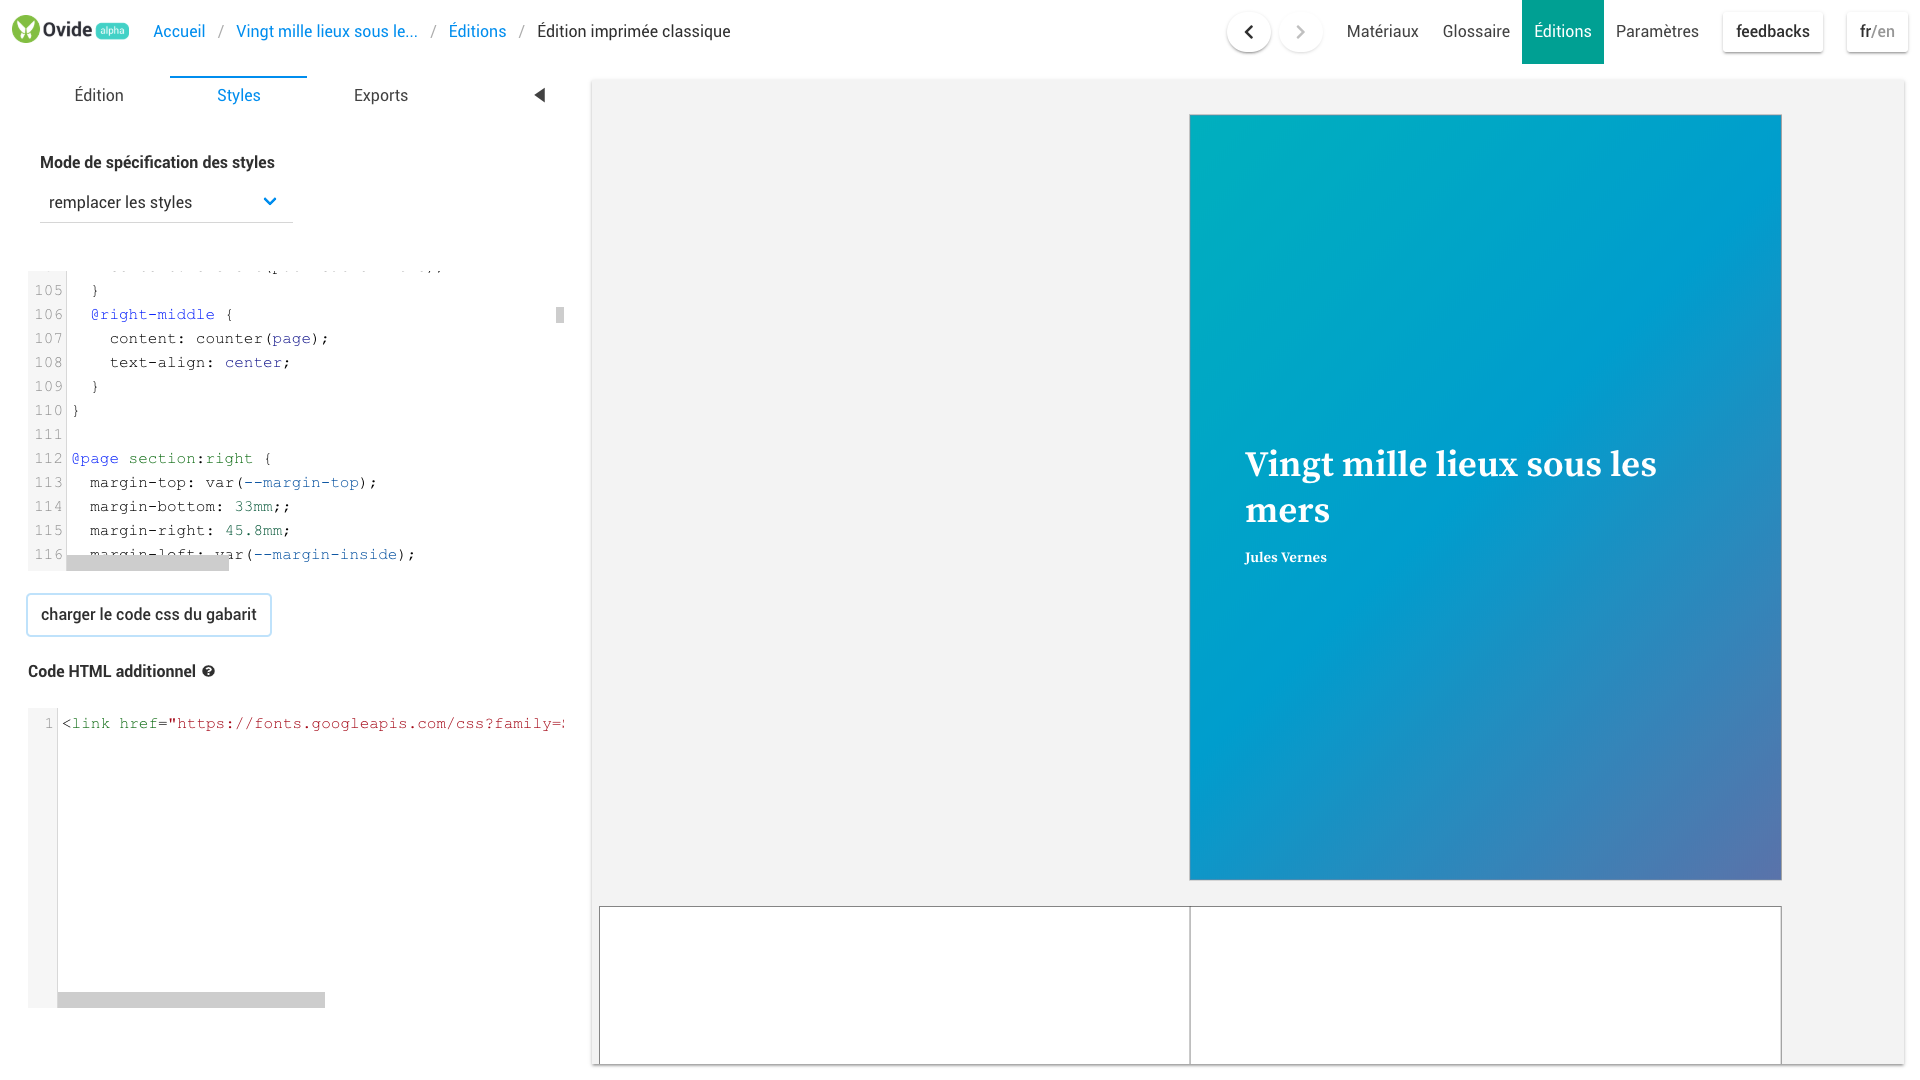 Ovide alpha Accueil / Vingt mille lieux sous le... / Éditions / Édition imprimée classique Matériaux Glossaire Éditions Paramètres feedbacks fr/en
Édition Styles Exports
Mode de spécification des styles
remplacer les styles
105 }
106 @right-middle {
107 content: counter(page);
108 text-align: center;
109 }
110 }
111
112 @page section:right {
113 margin-top: var(--margin-top);
114 margin-bottom: 33mm;;
115 margin-right: 45.8mm;
116 margin-left: var(--margin-inside);
charger le code css du gabarit
Code HTML additionnel
1 <link href="https://fonts.googleapis.com/css?family=
Vingt mille lieux sous les
mers
Jules Vernes